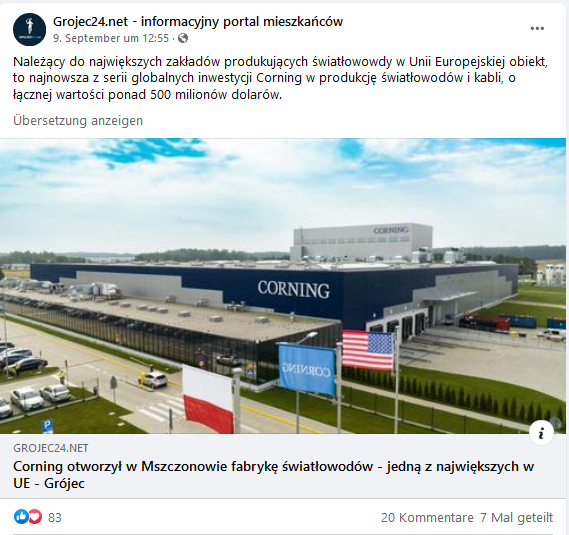 Grojec24.net - informacyjny portal mieszkańców
9. September um 12:55 ·
Należący do największych zakładów produkujących światłowowdy w Unii Europejskiej obiekt,
to najnowsza z serii globalnych inwestycji Corning w produkcję światłowodów i kabli, o
łącznej wartości ponad 500 milionów dolarów.
Übersetzung anzeigen
CORNING
CORNING
CORNING
GROJEC24.NET
Corning otworzył w Mszczonowie fabrykę światłowodów - jedną z największych w
UE - Grójec
83
20 Kommentare 7 Mal geteilt